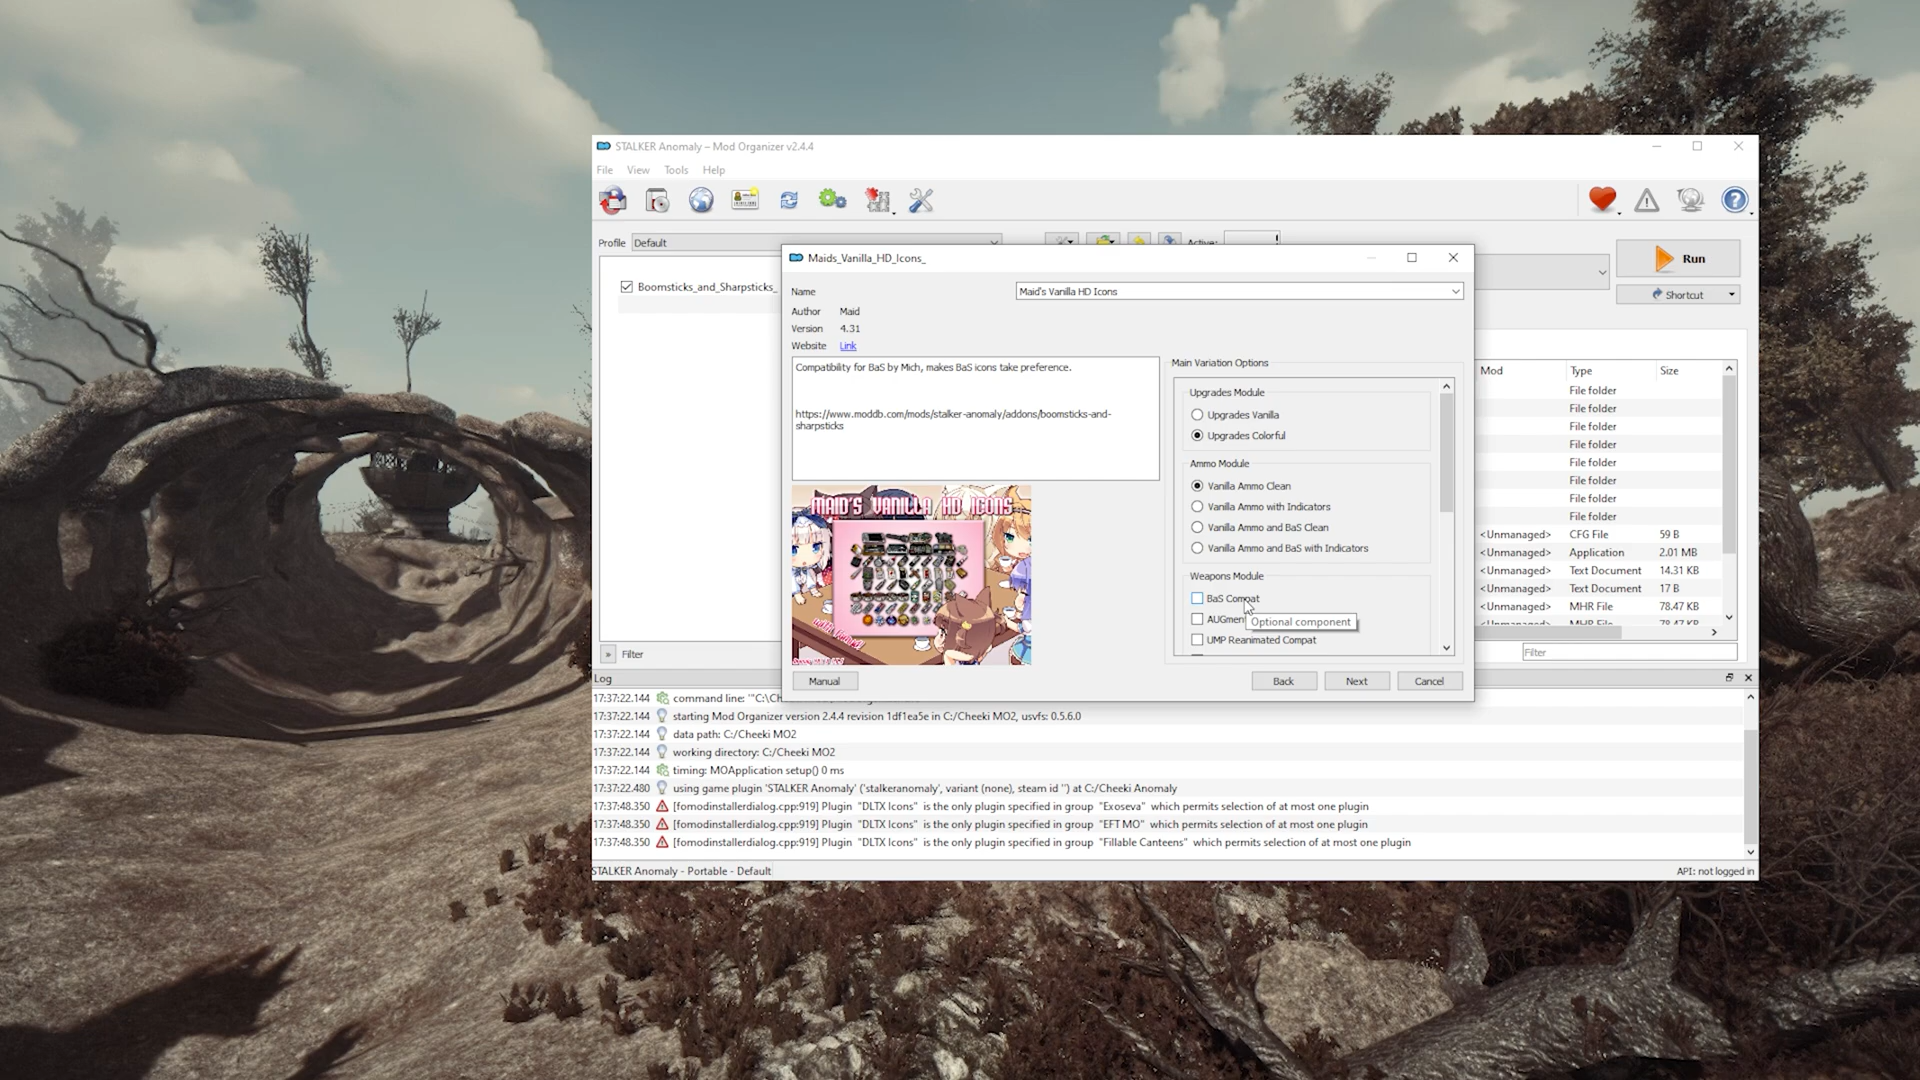 STALKER Anomaly – Mod Organizer v2.4.4
File View Tools Help
Profile Default
Active:
Run
Shortcut
Boomsticks_and_Sharpsticks_
Maids_Vanilla_HD_Icons_
Name Maid's Vanilla HD Icons
Author Maid
Version 4.31
Website Link
Compatibility for BaS by Mich, makes BaS icons take preference.
https://www.moddb.com/mods/stalker-anomaly/addons/boomsticks-and-
sharpsticks
MAID'S VANILLA HD ICONS
Main Variation Options
Upgrades Module
Upgrades Vanilla
Upgrades Colorful
Ammo Module
Vanilla Ammo Clean
Vanilla Ammo with Indicators
Vanilla Ammo and BaS Clean
Vanilla Ammo and BaS with Indicators
Weapons Module
BaS Compat
Optional component
UMP Reanimated Compat
Manual Back Next Cancel
Mod Type Size
File folder
File folder
File folder
File folder
File folder
File folder
File folder
File folder
<Unmanaged> CFG File 59 B
<Unmanaged> Application 2.01 MB
<Unmanaged> Text Document 14.31 KB
<Unmanaged> Text Document 17 B
<Unmanaged> MHR File 78.47 KB
<Unmanaged> MHR File 78.47 KB
» Filter
Filter
Log
17:37:22.144 command line: '"C:\Ch
17:37:22.144 starting Mod Organizer version 2.4.4 revision 1df1ea5e in C:/Cheeki MO2, usvfs: 0.5.6.0
17:37:22.144 data path: C:/Cheeki MO2
17:37:22.144 working directory: C:/Cheeki MO2
17:37:22.144 timing: MOApplication setup() 0 ms
17:37:22.480 using game plugin 'STALKER Anomaly' ('stalkeranomaly', variant (none), steam id '') at C:/Cheeki Anomaly
17:37:48.350 [fomodinstallerdialog.cpp:919] Plugin "DLTX Icons" is the only plugin specified in group "Exoseva" which permits selection of at most one plugin
17:37:48.350 [fomodinstallerdialog.cpp:919] Plugin "DLTX Icons" is the only plugin specified in group "EFT MO" which permits selection of at most one plugin
17:37:48.350 [fomodinstallerdialog.cpp:919] Plugin "DLTX Icons" is the only plugin specified in group "Fillable Canteens" which permits selection of at most one plugin
STALKER Anomaly - Portable - Default
API: not logged in